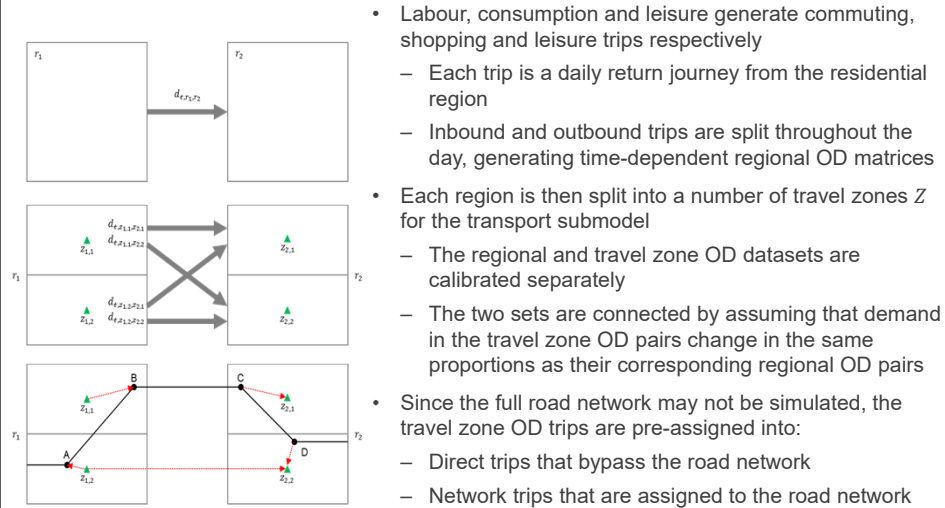 r₁
r₂
d_{t,r₁,r₂}
d_{t,z₁,₁,z₂,₁}
d_{t,z₁,₁,z₂,₂}
z₁,₁
z₂,₁
r₁
r₂
d_{t,z₁,₂,z₂,₁}
d_{t,z₁,₂,z₂,₂}
z₁,₂
z₂,₂
B
C
z₁,₁
z₂,₁
r₁
r₂
A
D
z₁,₂
z₂,₂
• Labour, consumption and leisure generate commuting,
shopping and leisure trips respectively
– Each trip is a daily return journey from the residential
region
– Inbound and outbound trips are split throughout the
day, generating time-dependent regional OD matrices
• Each region is then split into a number of travel zones Z
for the transport submodel
– The regional and travel zone OD datasets are
calibrated separately
– The two sets are connected by assuming that demand
in the travel zone OD pairs change in the same
proportions as their corresponding regional OD pairs
• Since the full road network may not be simulated, the
travel zone OD trips are pre-assigned into:
– Direct trips that bypass the road network
– Network trips that are assigned to the road network